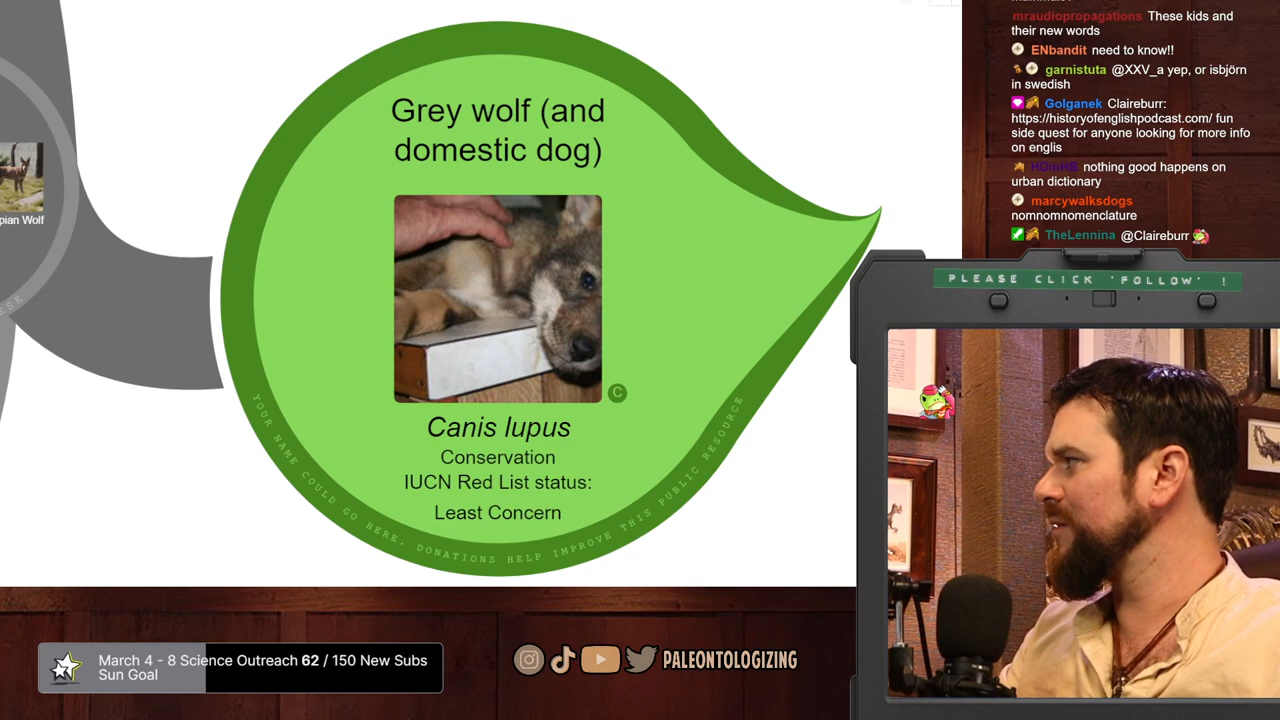 Grey wolf (and
domestic dog)
pian Wolf
ESE
©
Canis lupus
Conservation
IUCN Red List status:
Least Concern
YOUR NAME COULD GO HERE. DONATIONS HELP IMPROVE THIS PUBLIC RESOURCE
mraudiopropagations These kids and
their new words
ENbandit need to know!!
garnistuta @XXV_a yep, or isbjörn
in swedish
Golganek Claireburr:
https://historyofenglishpodcast.com/ fun
side quest for anyone looking for more info
on englis
HDinHB nothing good happens on
urban dictionary
marcywalksdogs
nomnomnomenclature
TheLennina @Claireburr
PLEASE CLICK "FOLLOW" !
March 4 - 8 Science Outreach 62 / 150 New Subs
Sun Goal
PALEONTOLOGIZING